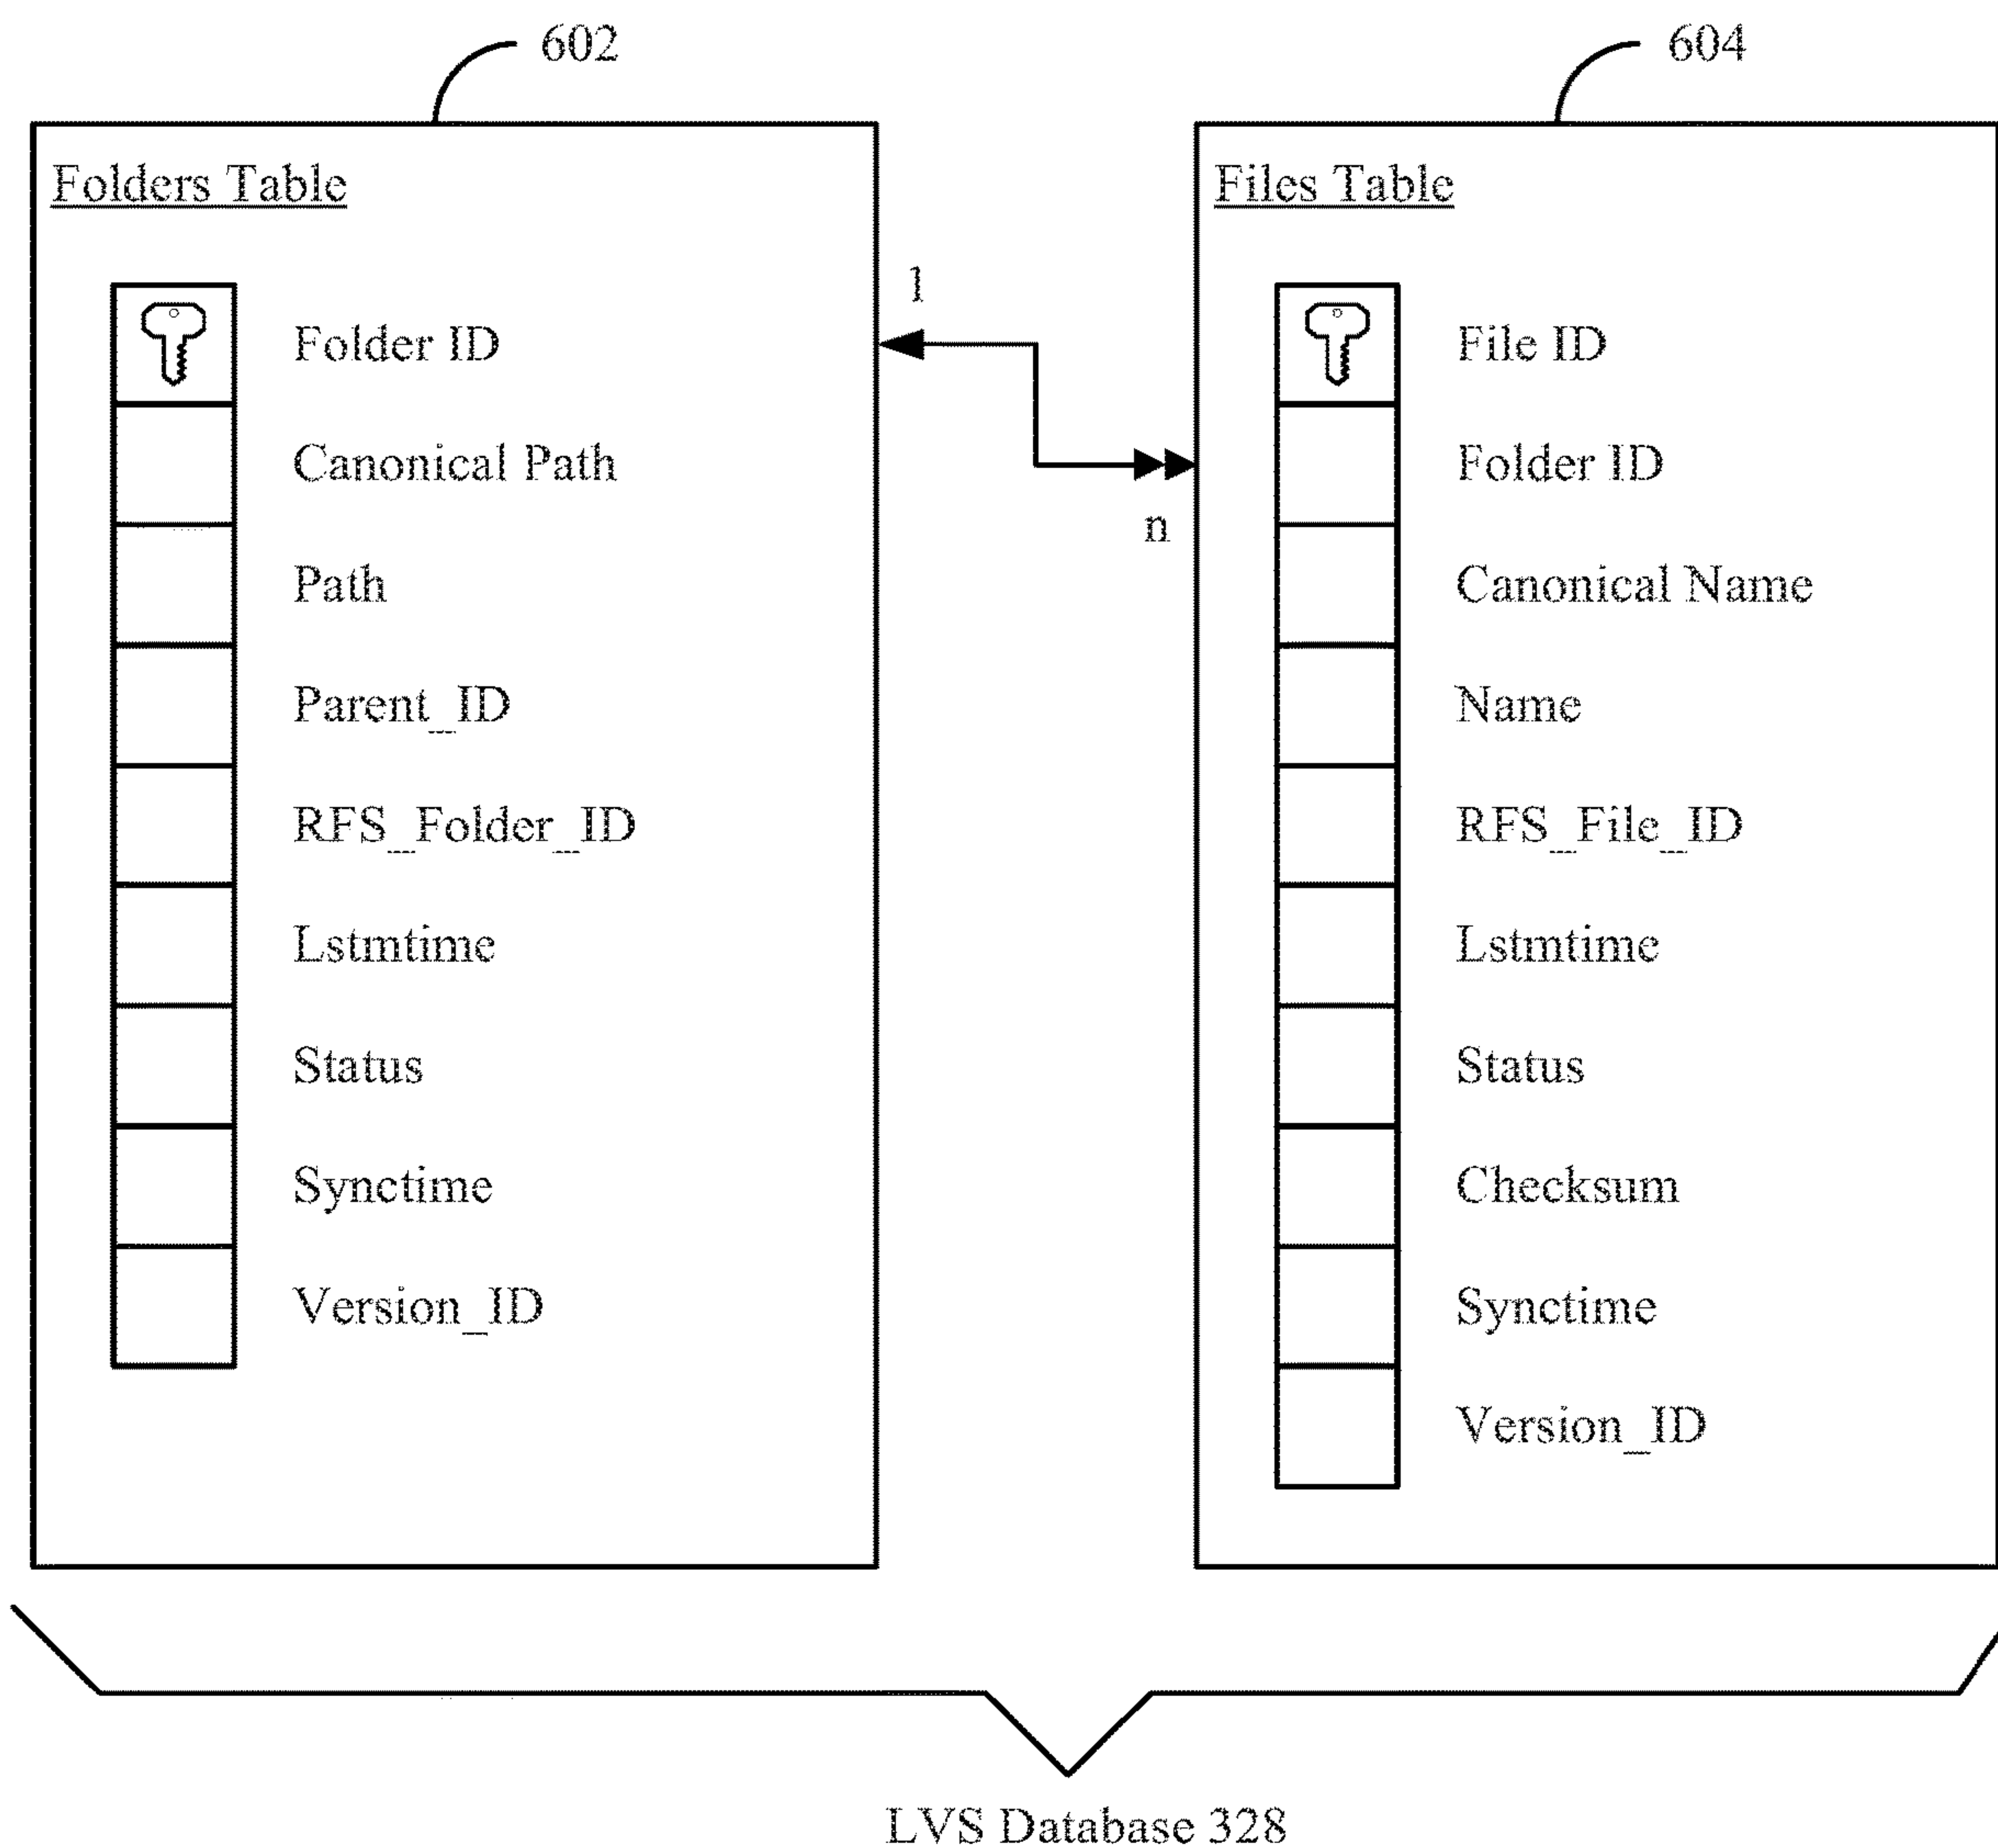 602
Folders Table
Folder ID
Canonical Path
Path
Parent_ID
RFS_Folder_ID
Lstmtime
Status
Synctime
Version_ID
1
n
604
Files Table
File ID
Folder ID
Canonical Name
Name
RFS_File_ID
Lstmtime
Status
Checksum
Synctime
Version_ID
LVS Database 328